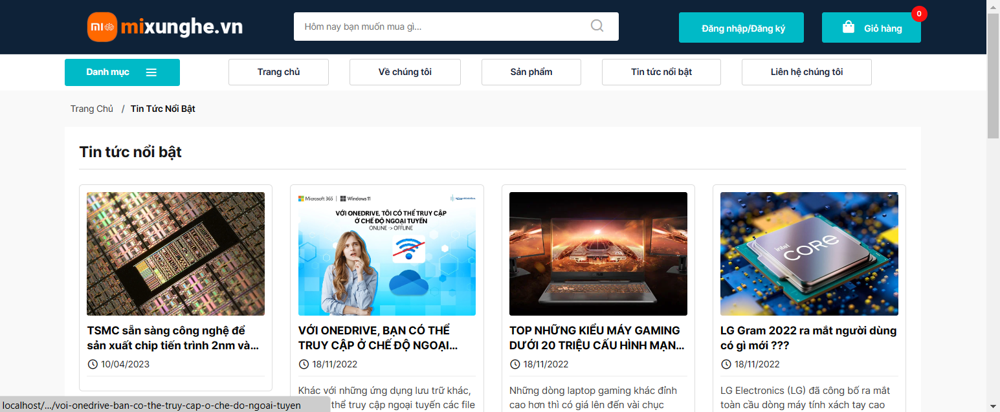 mi mixunghe.vn
Hôm nay bạn muốn mua gì...
Đăng nhập/Đăng ký
Giỏ hàng
0
Danh mục
Trang chủ
Về chúng tôi
Sản phẩm
Tin tức nổi bật
Liên hệ chúng tôi
Trang Chủ / Tin Tức Nổi Bật
Tin tức nổi bật
Microsoft 365 | Windows 11
VỚI ONEDRIVE, TÔI CÓ THỂ TRUY CẬP
Ở CHẾ ĐỘ NGOẠI TUYẾN
ONLINE -> OFFLINE
intel
CORE
TSMC sẵn sàng công nghệ để
sản xuất chip tiến trình 2nm và...
10/04/2023
VỚI ONEDRIVE, BẠN CÓ THỂ
TRUY CẬP Ở CHẾ ĐỘ NGOẠI...
18/11/2022
Khác với những ứng dụng lưu trữ khác,
thể truy cập ngoại tuyến các file
TOP NHỮNG KIỂU MÁY GAMING
DƯỚI 20 TRIỆU CẤU HÌNH MẠN...
18/11/2022
Những dòng laptop gaming khác đỉnh
cao hơn thì có giá lên đến vài chục
LG Gram 2022 ra mắt người dùng
có gì mới ???
18/11/2022
LG Electronics (LG) đã công bố ra mắt
toàn cầu dòng máy tính xách tay cao
localhost/.../voi-onedrive-ban-co-the-truy-cap-o-che-do-ngoai-tuyen